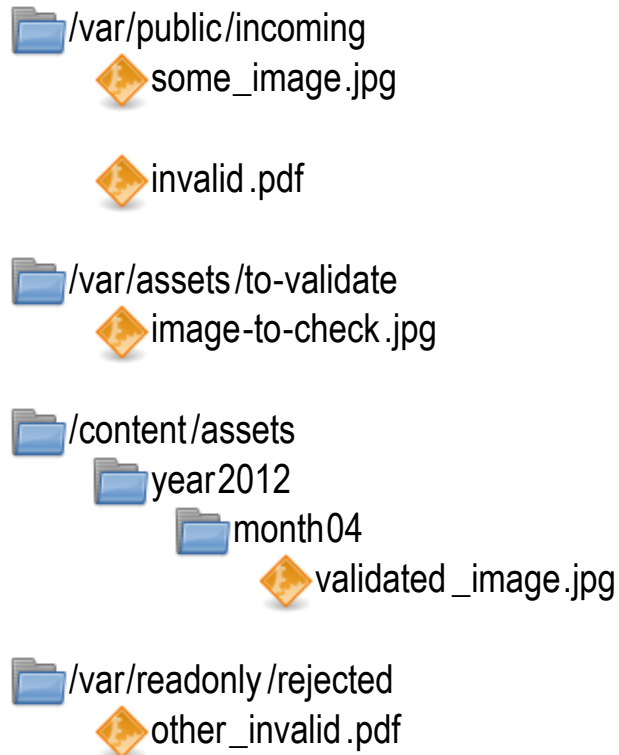 /var/public/incoming
some_image.jpg
invalid.pdf
/var/assets/to-validate
image-to-check.jpg
/content/assets
year2012
month04
validated_image.jpg
/var/readonly/rejected
other_invalid.pdf